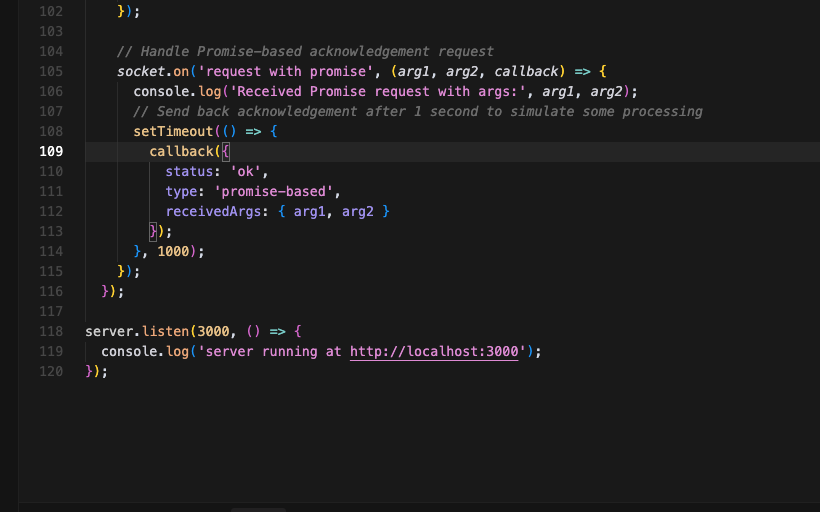 102 });
103
104 // Handle Promise-based acknowledgement request
105 socket.on('request with promise', (arg1, arg2, callback) => {
106 console.log('Received Promise request with args:', arg1, arg2);
107 // Send back acknowledgement after 1 second to simulate some processing
108 setTimeout(() => {
109 callback({
110 status: 'ok',
111 type: 'promise-based',
112 receivedArgs: { arg1, arg2 }
113 });
114 }, 1000);
115 });
116 });
117
118 server.listen(3000, () => {
119 console.log('server running at http://localhost:3000');
120 });